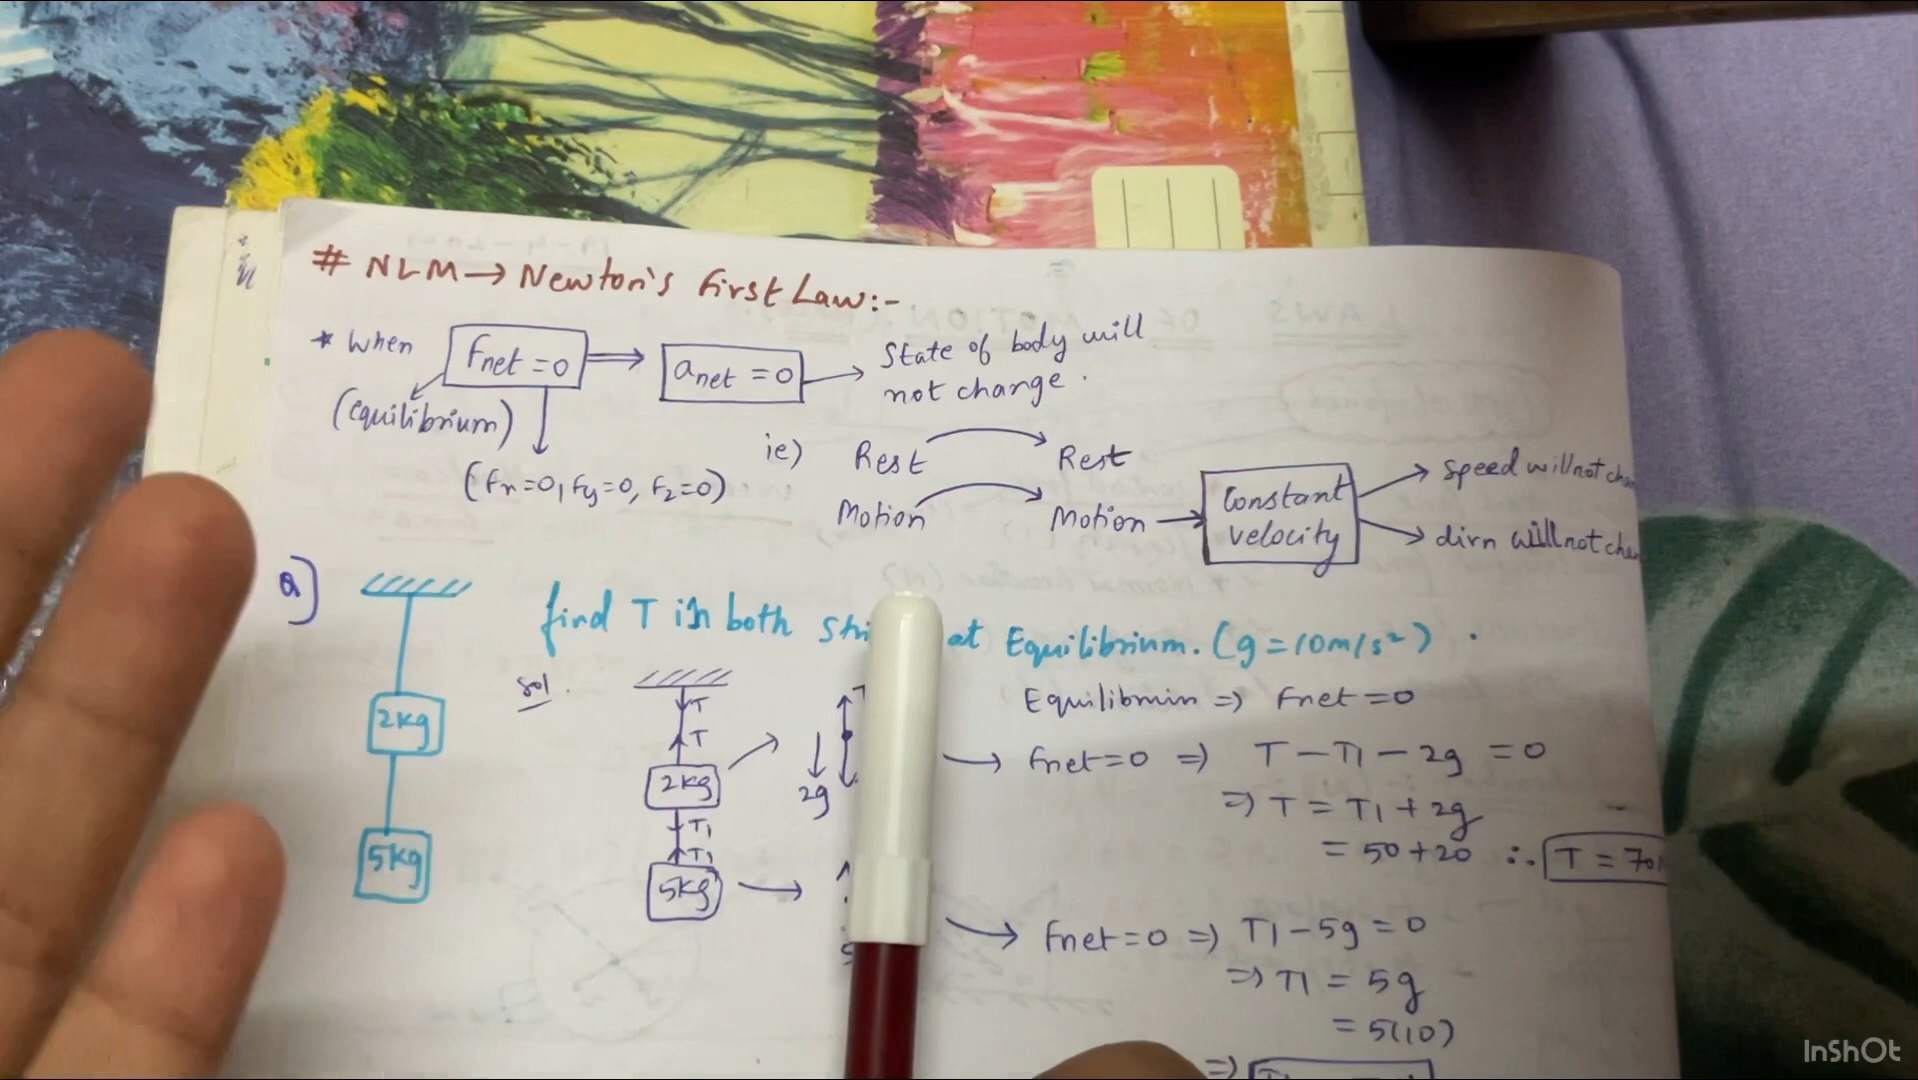 # NLM → Newton's First Law:-
* When Fnet = 0 ⇒ anet = 0 → State of body will not change.
(equilibrium)
(Fx=0, Fy=0, Fz=0)
ie) Rest Rest
Motion Motion → Constant velocity → speed will not
→ dirn will not
Q]
find T in both at Equilibrium. (g = 10m/s²).
2kg
5kg
Sol.
T
T
2kg
T1
T1
5kg
2g
Equilibmin ⇒ Fnet = 0
→ Fnet = 0 ⇒ T - T1 - 2g = 0
⇒ T = T1 + 2g
= 50 + 20 ∴ T = 70
→ Fnet = 0 ⇒ T1 - 5g = 0
⇒ T1 = 5g
= 5(10)
⇒
InShOt